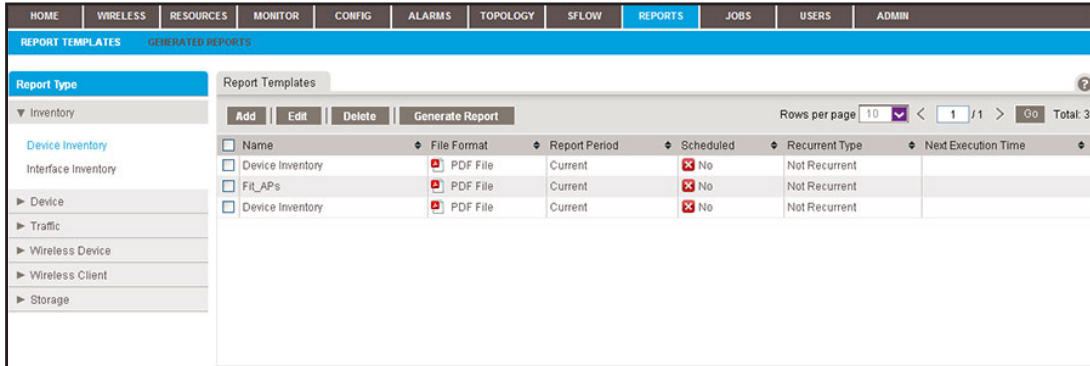 HOME WIRELESS RESOURCES MONITOR CONFIG ALARMS TOPOLOGY SFLOW REPORTS JOBS USERS ADMIN
REPORT TEMPLATES GENERATED REPORTS
Report Type
▼ Inventory
Device Inventory
Interface Inventory
▶ Device
▶ Traffic
▶ Wireless Device
▶ Wireless Client
▶ Storage
Report Templates ?
Add Edit Delete Generate Report Rows per page 10 < 1 / 1 > Go Total: 3
Name File Format Report Period Scheduled Recurrent Type Next Execution Time
Device Inventory PDF File Current No Not Recurrent
Fit_APs PDF File Current No Not Recurrent
Device Inventory PDF File Current No Not Recurrent